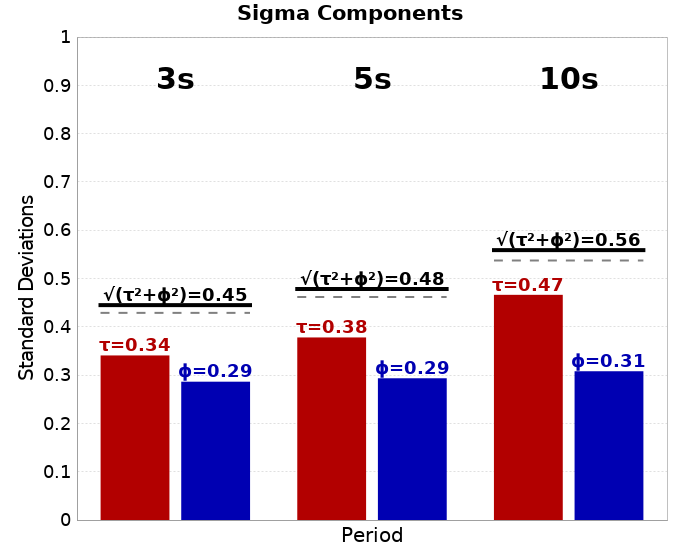 Sigma Components
1
0.9
0.8
0.7
0.6
0.5
0.4
0.3
0.2
0.1
0
Standard Deviations
3s
5s
10s
√(τ²+ϕ²)=0.45
τ=0.34
ϕ=0.29
√(τ²+ϕ²)=0.48
τ=0.38
ϕ=0.29
√(τ²+ϕ²)=0.56
τ=0.47
ϕ=0.31
Period